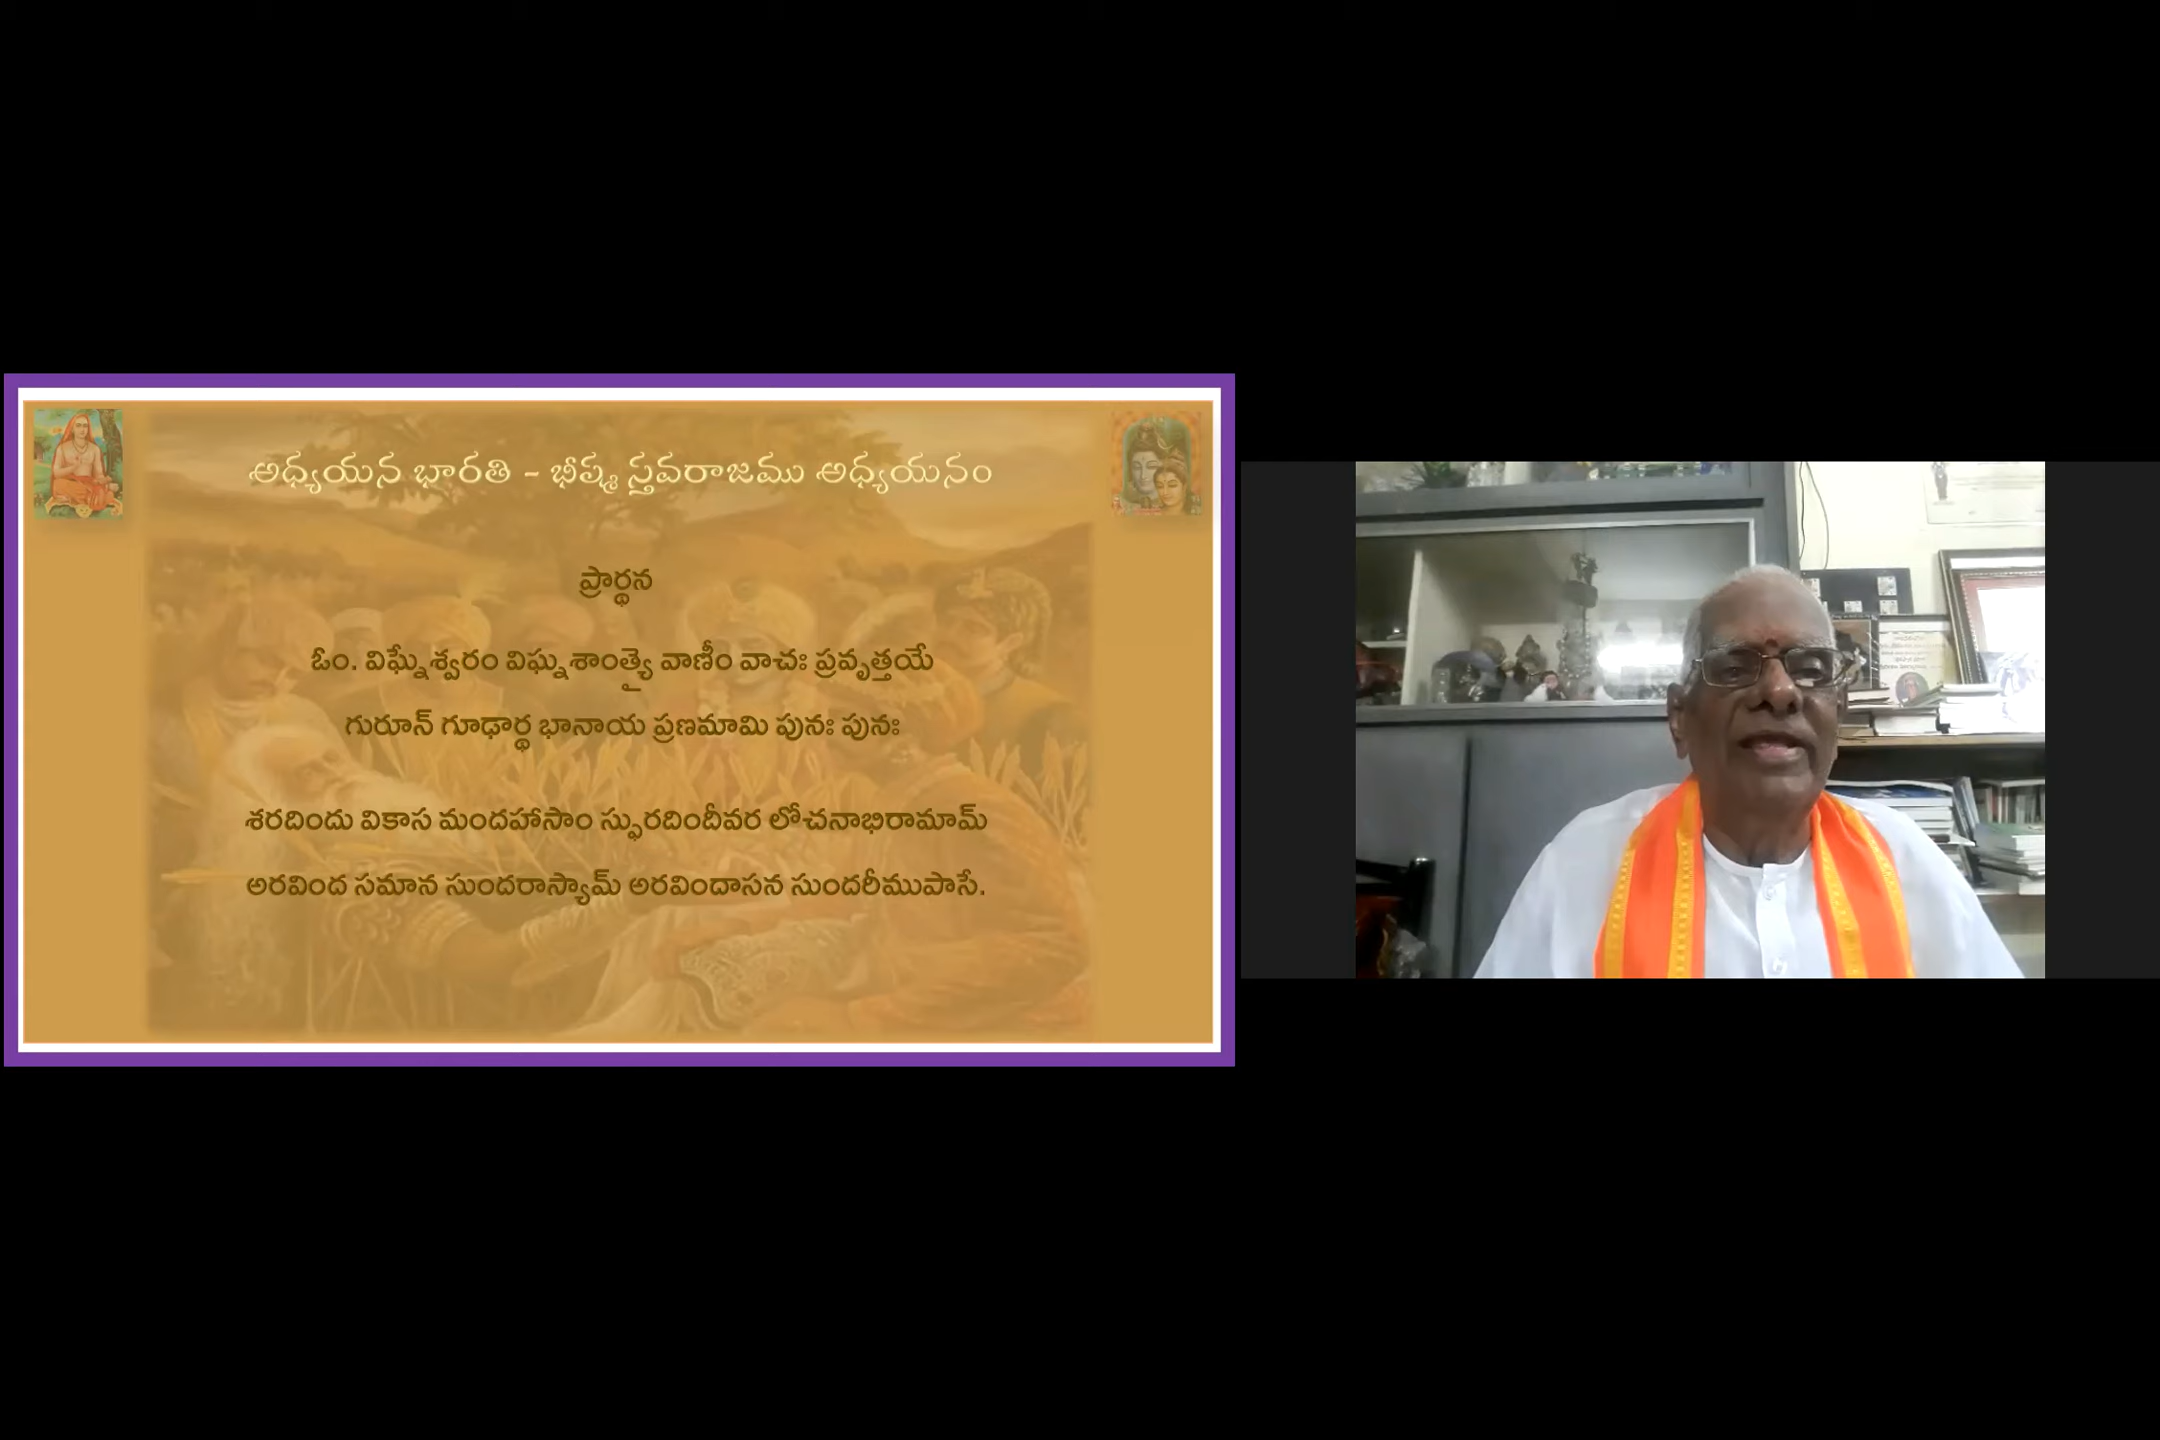 అధ్యయన భారతి - భీష్మ స్తవరాజము అధ్యయనం
ప్రార్థన
ఓం. విఘ్నేశ్వరం విఘ్నశాంత్యై వాణీం వాచః ప్రవృత్తయే
గురూన్ గూఢార్థ భానాయ ప్రణమామి పునః పునః
శరదిందు వికాస మందహాసాం స్ఫురదిందీవర లోచనాభిరామామ్
అరవింద సమాన సుందరాస్యామ్ అరవిందాసన సుందరీముపాసే.